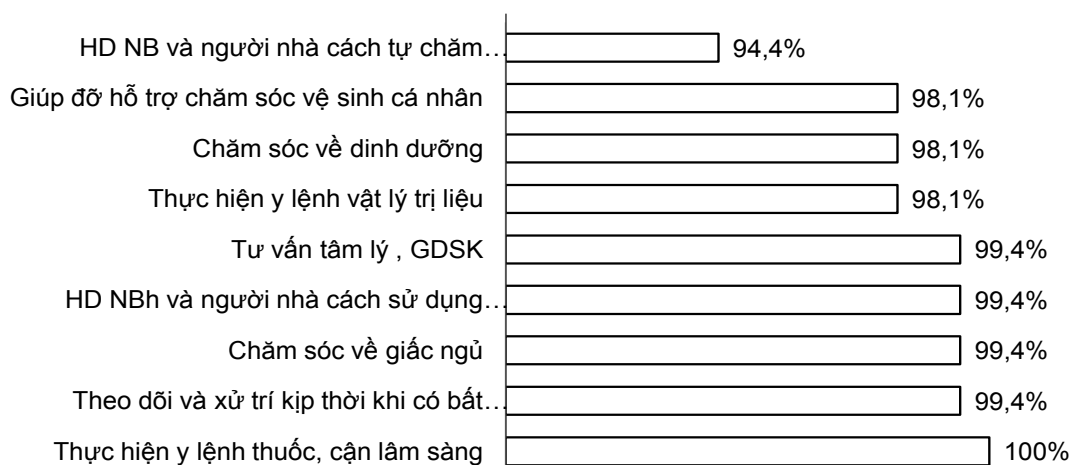 HD NB và người nhà cách tự chăm… 94,4%
Giúp đỡ hỗ trợ chăm sóc vệ sinh cá nhân 98,1%
Chăm sóc về dinh dưỡng 98,1%
Thực hiện y lệnh vật lý trị liệu 98,1%
Tư vấn tâm lý , GDSK 99,4%
HD NBh và người nhà cách sử dụng… 99,4%
Chăm sóc về giấc ngủ 99,4%
Theo dõi và xử trí kịp thời khi có bất… 99,4%
Thực hiện y lệnh thuốc, cận lâm sàng 100%